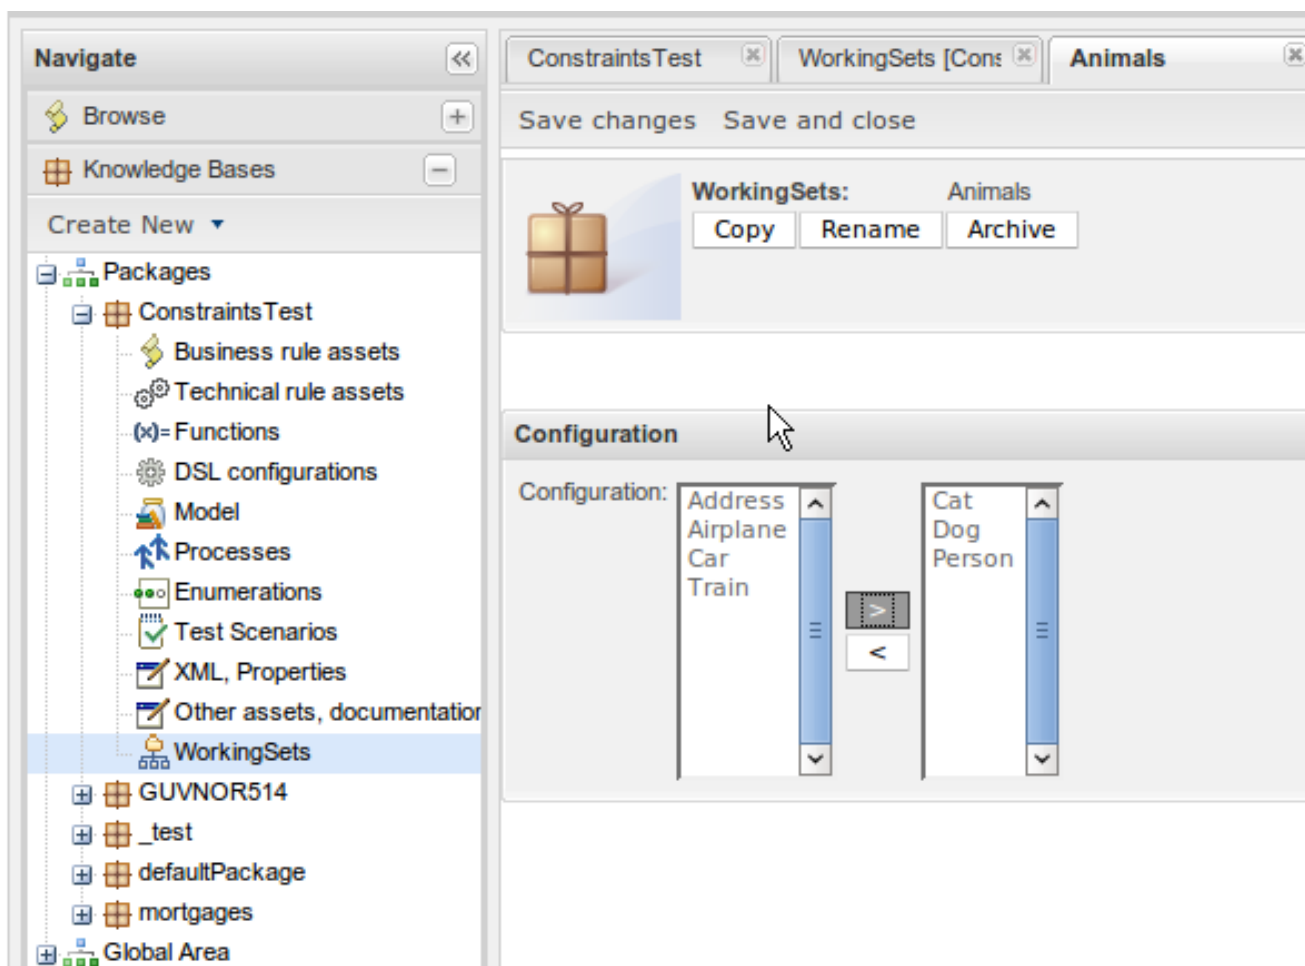 Navigate
Browse
Knowledge Bases
Create New
Packages
ConstraintsTest
Business rule assets
Technical rule assets
(x)= Functions
DSL configurations
Model
Processes
Enumerations
Test Scenarios
XML, Properties
Other assets, documentation
WorkingSets
GUVNOR514
_test
defaultPackage
mortgages
Global Area
ConstraintsTest
WorkingSets [Cons
Animals
Save changes Save and close
WorkingSets: Animals
Copy Rename Archive
Configuration
Configuration:
Address
Airplane
Car
Train
>
<
Cat
Dog
Person